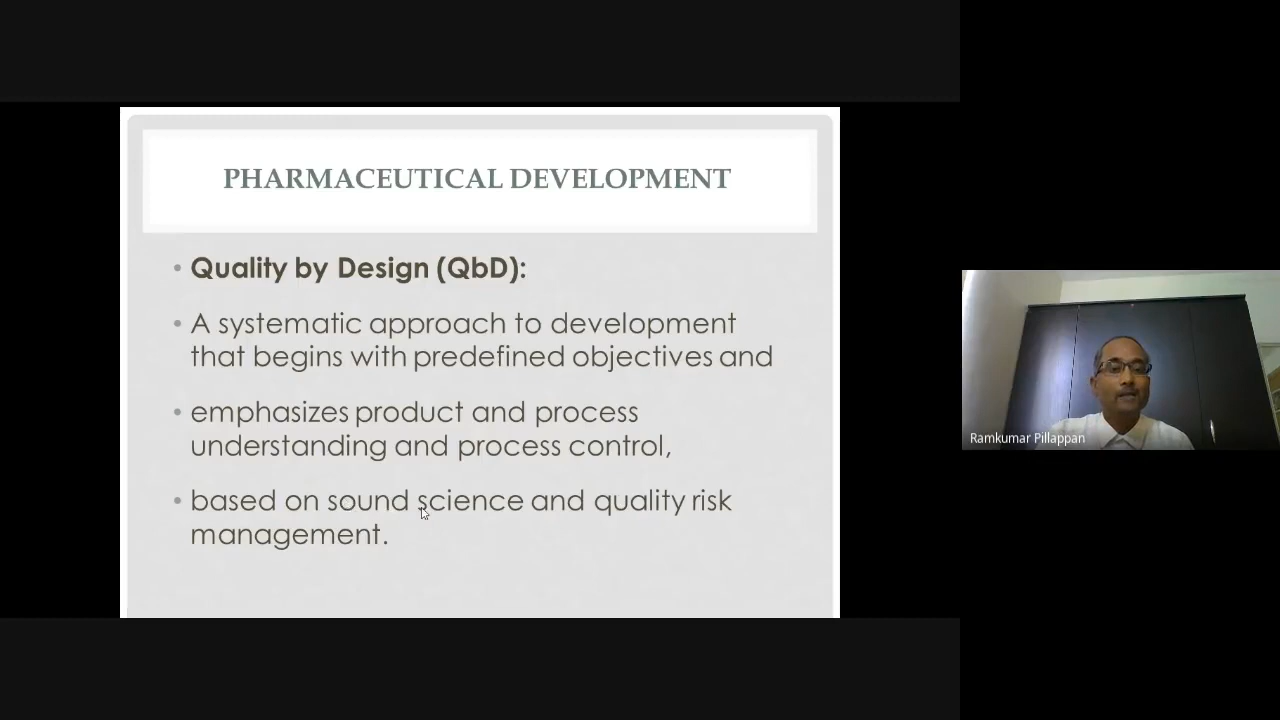 PHARMACEUTICAL DEVELOPMENT
• Quality by Design (QbD):
• A systematic approach to development
that begins with predefined objectives and
• emphasizes product and process
understanding and process control,
• based on sound science and quality risk
management.
Ramkumar Pillappan